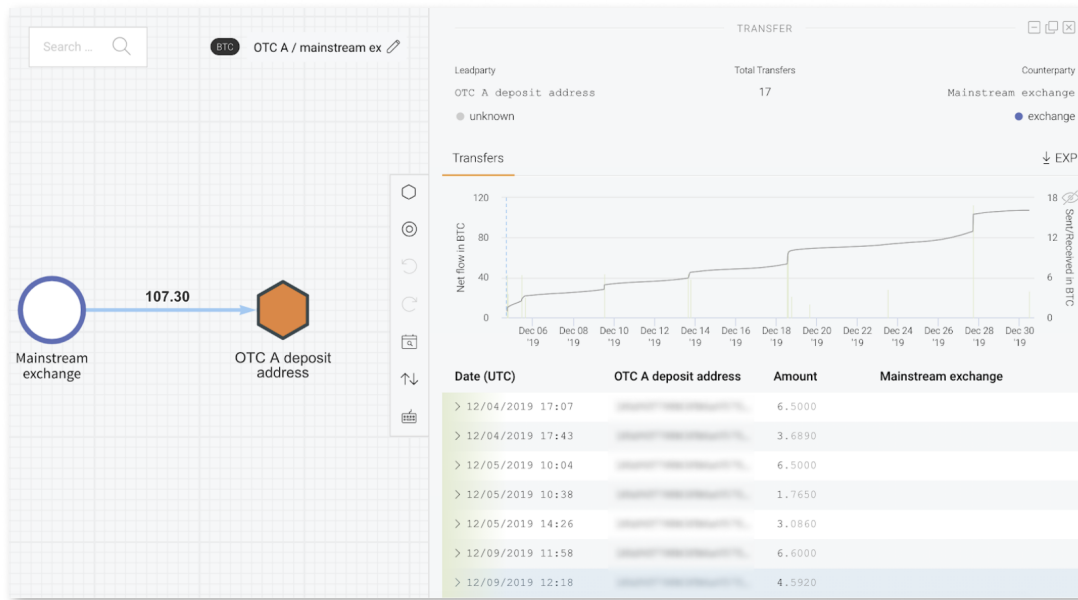 Search ...
BTC OTC A / mainstream ex
107.30
Mainstream
exchange
OTC A deposit
address
TRANSFER
Leadparty Total Transfers Counterparty
OTC A deposit address 17 Mainstream exchange
unknown exchange
Transfers EXP
Net flow in BTC
120
80
40
0
18
12
6
0
Sent/Received in BTC
Dec 06 Dec 08 Dec 10 Dec 12 Dec 14 Dec 16 Dec 18 Dec 20 Dec 22 Dec 24 Dec 26 Dec 28 Dec 30
'19 '19 '19 '19 '19 '19 '19 '19 '19 '19 '19 '19 '19
Date (UTC) OTC A deposit address Amount Mainstream exchange
12/04/2019 17:07 6.5000
12/04/2019 17:43 3.6890
12/05/2019 10:04 6.5000
12/05/2019 10:38 1.7650
12/05/2019 14:26 3.0860
12/09/2019 11:58 6.6000
12/09/2019 12:18 4.5920